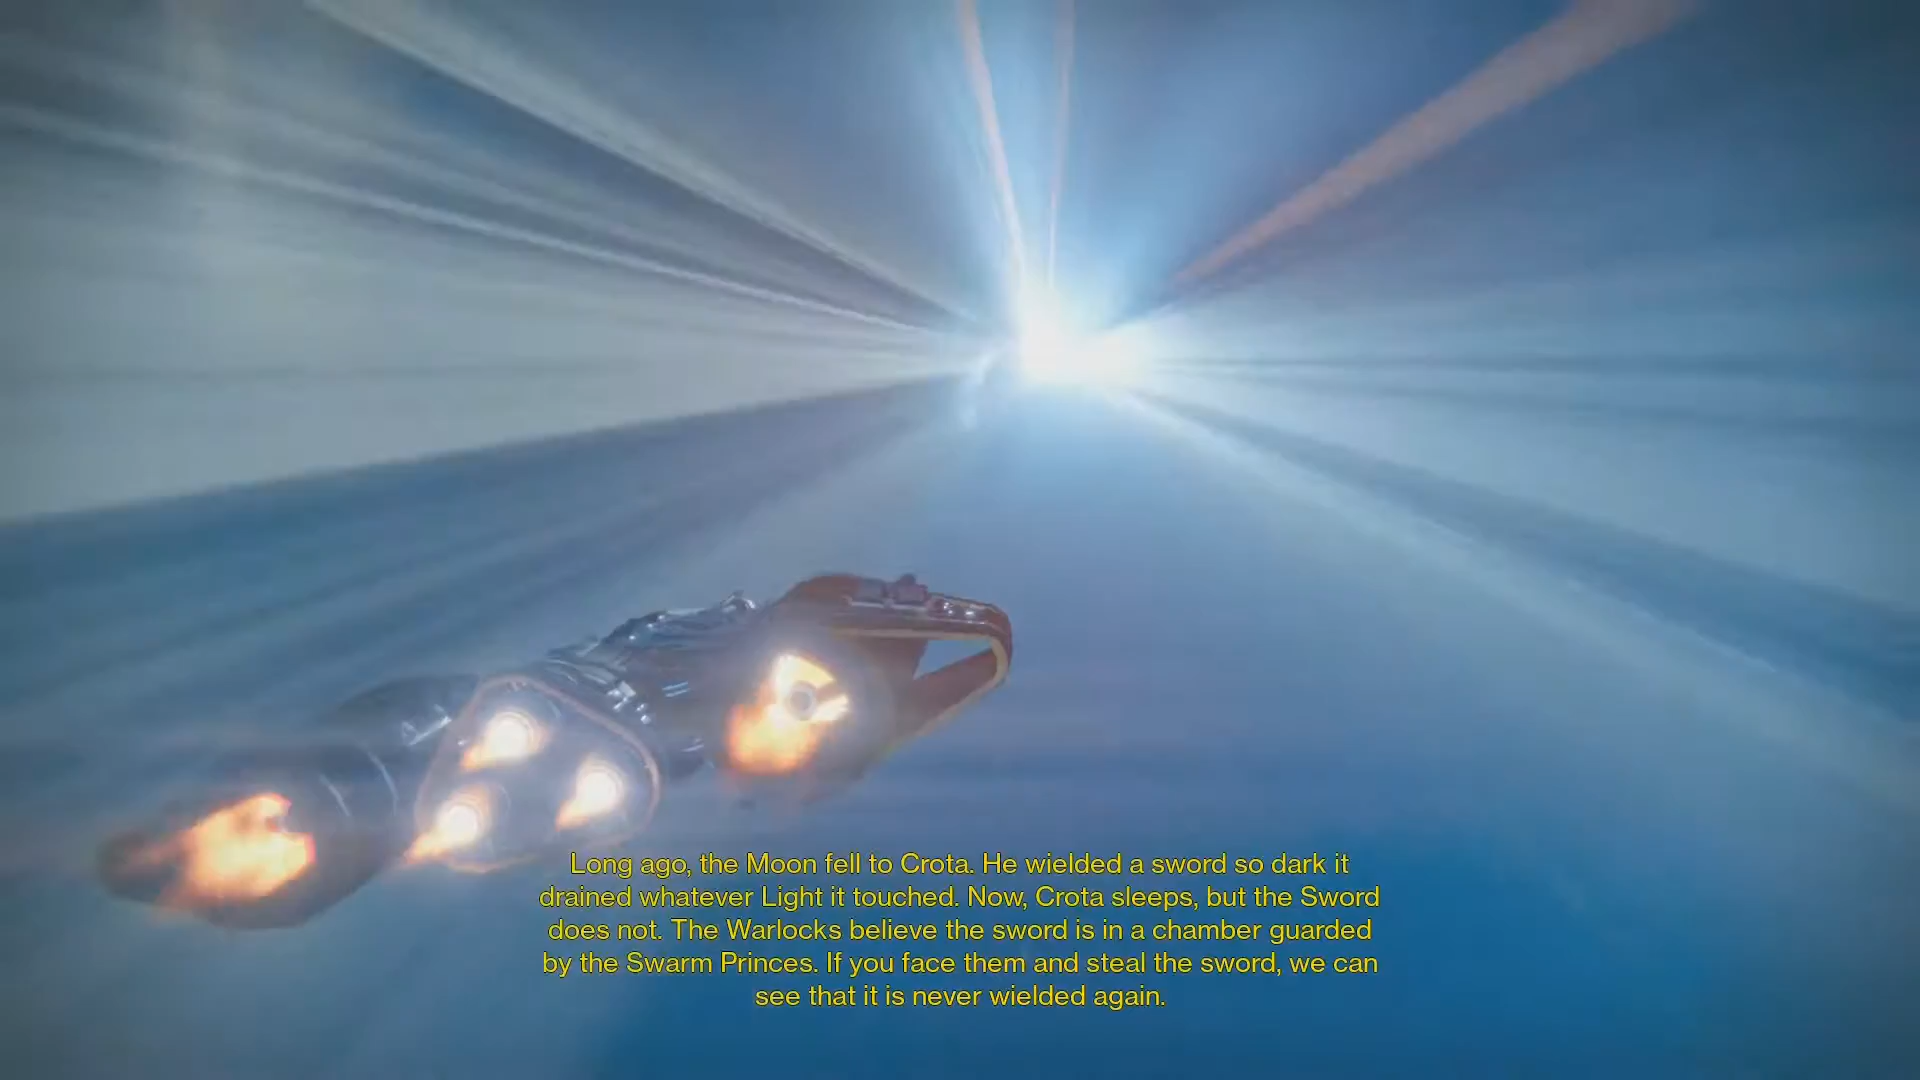 Long ago, the Moon fell to Crota. He wielded a sword so dark it
drained whatever Light it touched. Now, Crota sleeps, but the Sword
does not. The Warlocks believe the sword is in a chamber guarded
by the Swarm Princes. If you face them and steal the sword, we can
see that it is never wielded again.